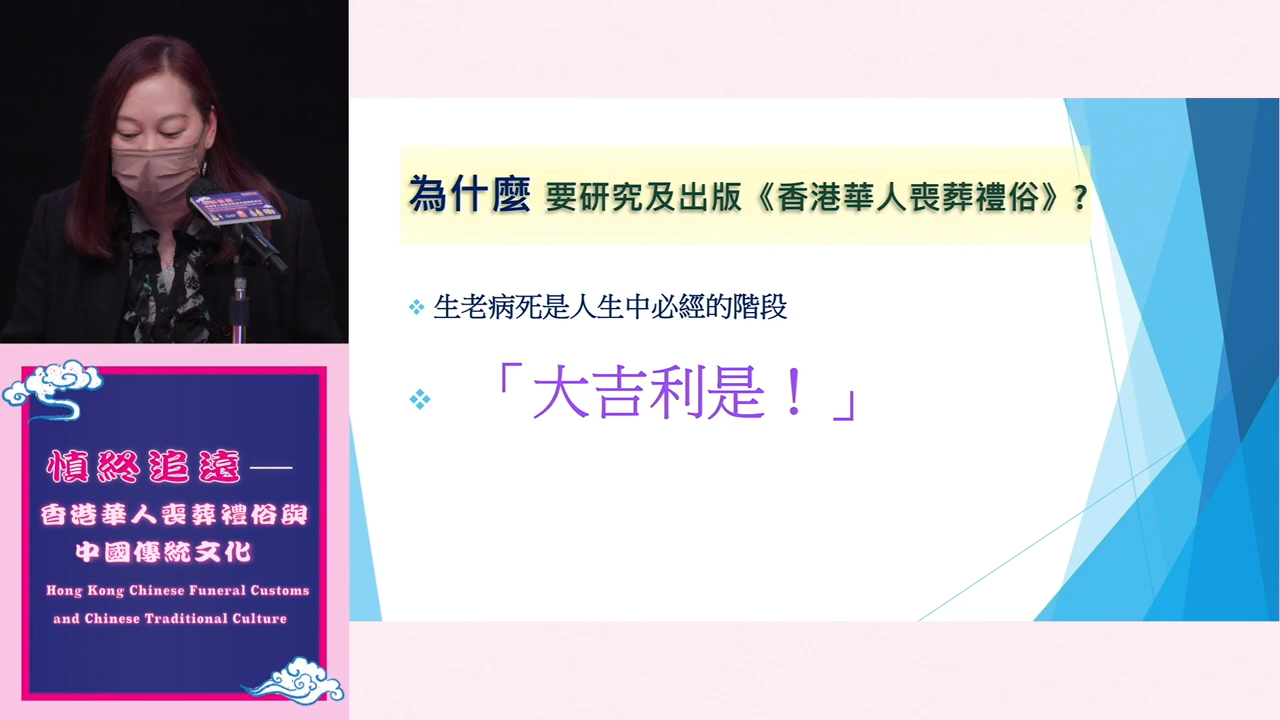 為什麼 要研究及出版《香港華人喪葬禮俗》?
生老病死是人生中必經的階段
「大吉利是！」
慎終追遠—
香港華人喪葬禮俗與
中國傳統文化
Hong Kong Chinese Funeral Customs
and Chinese Traditional Culture